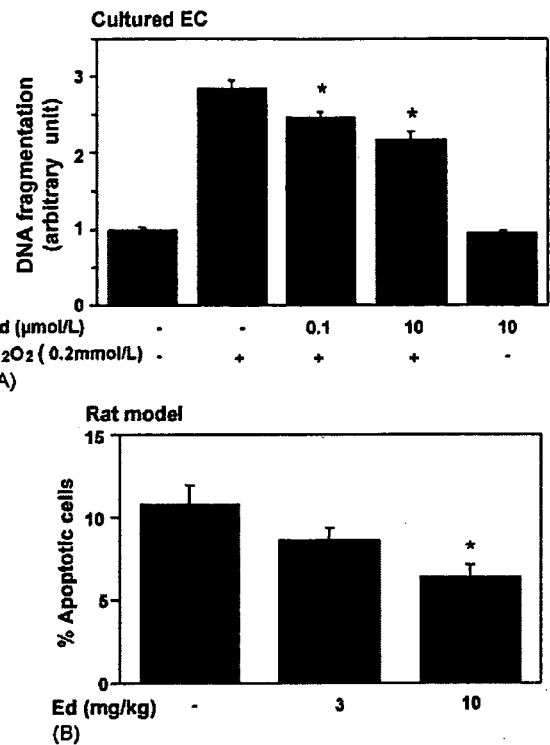 Cultured EC
DNA fragmentation
(arbitrary unit)
3
2
1
0
d (µmol/L) - - 0.1 10 10
2O2 ( 0.2mmol/L) - + + + -
A)
* *
Rat model
% Apoptotic cells
15
10
5
0
*
Ed (mg/kg) - 3 10
(B)